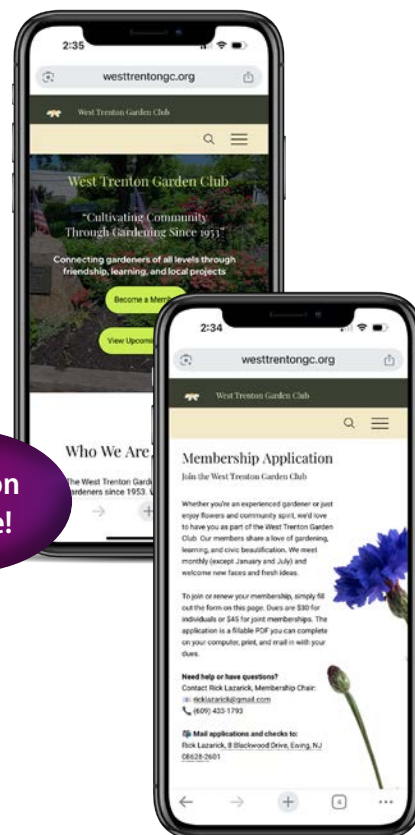 2:35
westtrentongc.org
West Trenton Garden Club
West Trenton Garden Club
“Cultivating Community
Through Gardening Since 1953”
Connecting gardeners of all levels through
friendship, learning, and local projects
Become a Memb
View Upcomin
Who We Are
The West Trenton Gard
ardeners since 1953. W
on
e!
2:34
westtrentongc.org
West Trenton Garden Club
Membership Application
Join the West Trenton Garden Club
Whether you're an experienced gardener or just
enjoy flowers and community spirit, we'd love
to have you as part of the West Trenton Garden
Club. Our members share a love of gardening,
learning, and civic beautification. We meet
monthly (except January and July) and
welcome new faces and fresh ideas.
To join or renew your membership, simply fill
out the form on this page. Dues are $30 for
individuals or $45 for joint memberships. The
application is a fillable PDF you can complete
on your computer, print, and mail in with your
dues.
Need help or have questions?
Contact Rick Lazarick, Membership Chair:
ricklazarick@gmail.com
(609) 433-1793
Mail applications and checks to:
Rick Lazarick, 8 Blackwood Drive, Ewing, NJ
08628-2601
4